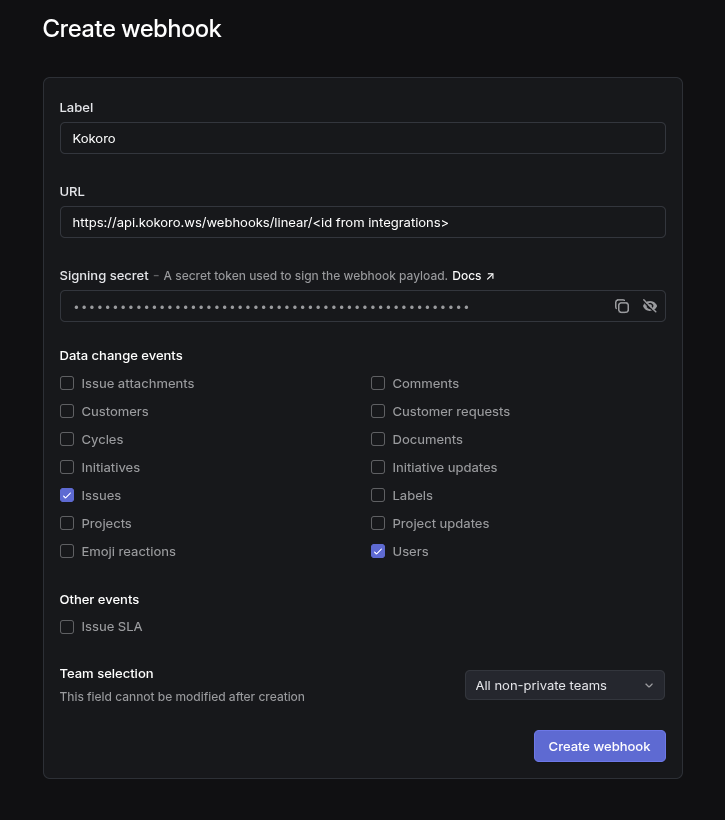 Create webhook
Label
Kokoro
URL
https://api.kokoro.ws/webhooks/linear/<id from integrations>
Signing secret – A secret token used to sign the webhook payload. Docs ↗
••••••••••••••••••••••••••••••••••••••••••••••••••••
Data change events
Issue attachments Comments
Customers Customer requests
Cycles Documents
Initiatives Initiative updates
Issues Labels
Projects Project updates
Emoji reactions Users
Other events
Issue SLA
Team selection
This field cannot be modified after creation
All non-private teams
Create webhook